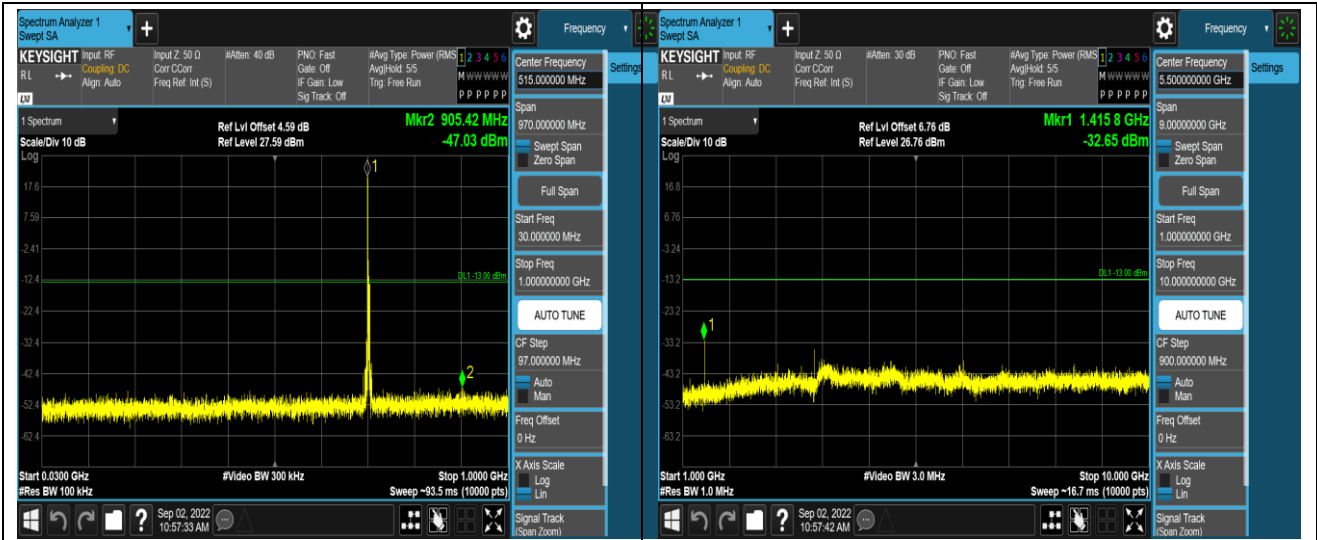 Spectrum Analyzer 1
Swept SA
+
Frequency
KEYSIGHT
RL
LXI
Input: RF
Coupling: DC
Align: Auto
Input Z: 50 Ω
Corr CCorr
Freq Ref: Int (S)
#Atten: 40 dB
PNO: Fast
Gate: Off
IF Gain: Low
Sig Track: Off
#Avg Type: Power (RMS
Avg|Hold: 5/5
Trig: Free Run
1 2 3 4 5 6
M W W W W W
P P P P P P
Center Frequency
515.000000 MHz
Settings
1 Spectrum
Scale/Div 10 dB
Log
Ref Lvl Offset 4.59 dB
Ref Level 27.59 dBm
Mkr2 905.42 MHz
-47.03 dBm
Span
970.000000 MHz
Swept Span
Zero Span
Full Span
Start Freq
30.000000 MHz
Stop Freq
1.000000000 GHz
AUTO TUNE
CF Step
97.000000 MHz
Auto
Man
Freq Offset
0 Hz
X Axis Scale
Log
Lin
Signal Track
(Span Zoom)
1
17.6
7.59
-2.41
DL1 -13.00 dBm
-12.4
-22.4
-32.4
-42.4
2
-52.4
-62.4
Start 0.0300 GHz
#Video BW 300 kHz
Stop 1.0000 GHz
#Res BW 100 kHz
Sweep ~93.5 ms (10000 pts)
?
Sep 02, 2022
10:57:33 AM
Spectrum Analyzer 1
Swept SA
+
Frequency
KEYSIGHT
RL
LXI
Input: RF
Coupling: DC
Align: Auto
Input Z: 50 Ω
Corr CCorr
Freq Ref: Int (S)
#Atten: 30 dB
PNO: Fast
Gate: Off
IF Gain: Low
Sig Track: Off
#Avg Type: Power (RMS
Avg|Hold: 5/5
Trig: Free Run
1 2 3 4 5 6
M W W W W W
P P P P P P
Center Frequency
5.500000000 GHz
Settings
1 Spectrum
Scale/Div 10 dB
Log
Ref Lvl Offset 6.76 dB
Ref Level 26.76 dBm
Mkr1 1.415 8 GHz
-32.65 dBm
Span
9.00000000 GHz
Swept Span
Zero Span
Full Span
Start Freq
1.000000000 GHz
Stop Freq
10.000000000 GHz
AUTO TUNE
CF Step
900.000000 MHz
Auto
Man
Freq Offset
0 Hz
X Axis Scale
Log
Lin
Signal Track
(Span Zoom)
16.8
6.76
-3.24
DL1 -13.00 dBm
-13.2
-23.2
1
-33.2
-43.2
-53.2
-63.2
Start 1.000 GHz
#Video BW 3.0 MHz
Stop 10.000 GHz
#Res BW 1.0 MHz
Sweep ~16.7 ms (10000 pts)
?
Sep 02, 2022
10:57:42 AM